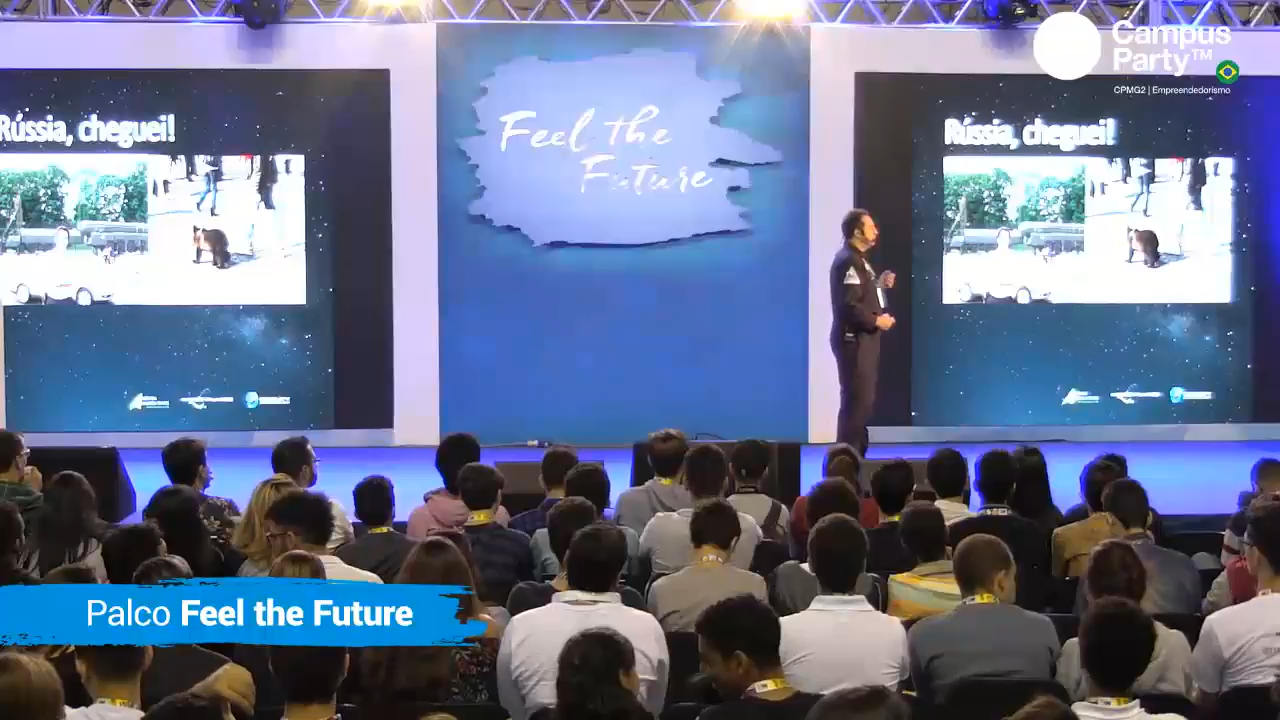 Campus
Party™
CPMG2 | Empreendedorismo
Rússia, cheguei!
Feel the
Future
Rússia, cheguei!
Palco Feel the Future